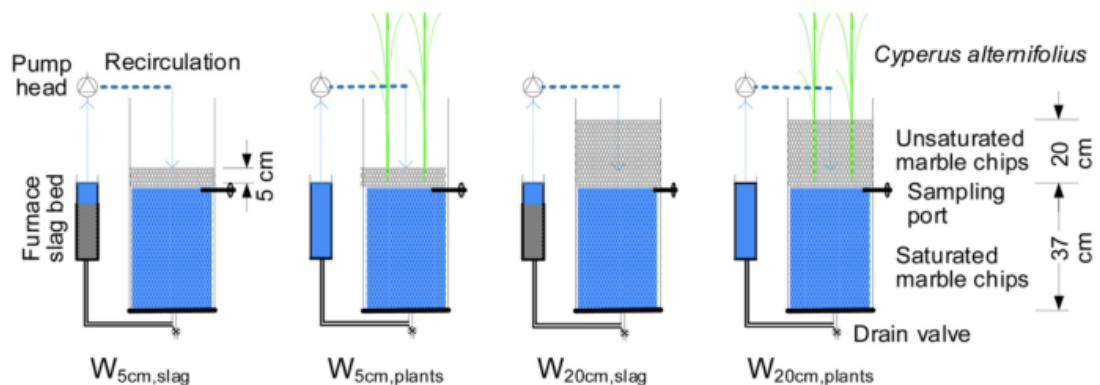 Pump head
Recirculation
Cyperus alternifolius
Unsaturated
marble chips
20
cm
5 cm
Furnace
slag bed
Sampling
port
Saturated
marble chips
37
cm
Drain valve
W5cm,slag
W5cm,plants
W20cm,slag
W20cm,plants